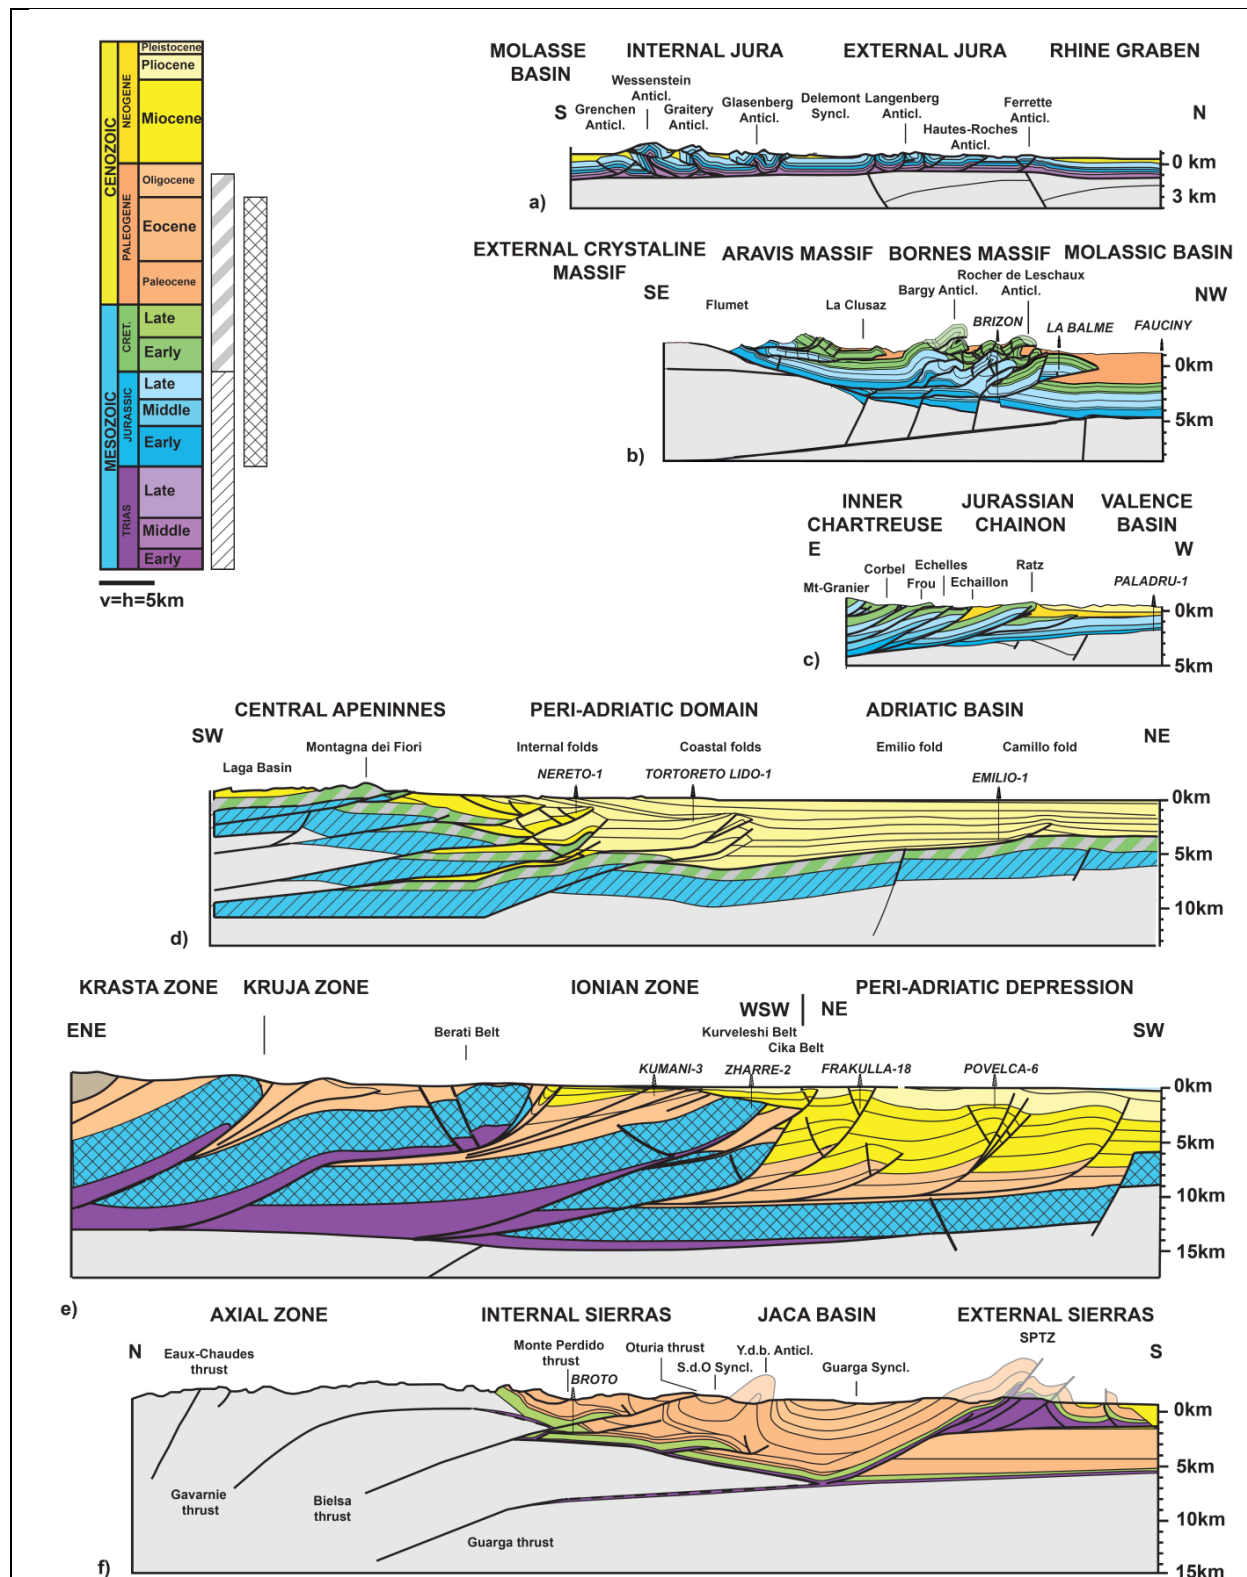 Pleistocene
Pliocene
Miocene
Oligocene
Eocene
Paleocene
Late
Early
Late
Middle
Early
Late
Middle
Early
CENOZOIC
MESOZOIC
NEOGENE
PALEOGENE
CRET.
JURASSIC
TRIAS
v=h=5km
MOLASSE
BASIN
INTERNAL JURA
EXTERNAL JURA
RHINE GRABEN
S
N
Wessenstein
Anticl.
Grenchen
Anticl.
Graitery
Anticl.
Glasenberg
Anticl.
Delemont
Syncl.
Langenberg
Anticl.
Hautes-Roches
Anticl.
Ferrette
Anticl.
0 km
3 km
a)
EXTERNAL CRYSTALINE
MASSIF
ARAVIS MASSIF
BORNES MASSIF
MOLASSIC BASIN
SE
NW
Flumet
La Clusaz
Bargy Anticl.
Rocher de Leschaux
Anticl.
BRIZON
LA BALME
FAUCINY
0km
5km
b)
INNER
CHARTREUSE
JURASSIAN
CHAINON
VALENCE
BASIN
E
W
Mt-Granier
Corbel
Frou
Echelles
Echaillon
Ratz
PALADRU-1
0km
5km
c)
CENTRAL APENINNES
PERI-ADRIATIC DOMAIN
ADRIATIC BASIN
SW
NE
Laga Basin
Montagna dei Fiori
Internal folds
NERETO-1
Coastal folds
TORTORETO LIDO-1
Emilio fold
EMILIO-1
Camillo fold
0km
5km
10km
d)
KRASTA ZONE
KRUJA ZONE
IONIAN ZONE
PERI-ADRIATIC DEPRESSION
ENE
WSW
NE
SW
Berati Belt
Kurveleshi Belt
Cika Belt
KUMANI-3
ZHARRE-2
FRAKULLA-18
POVELCA-6
0km
5km
10km
15km
e)
AXIAL ZONE
INTERNAL SIERRAS
JACA BASIN
EXTERNAL SIERRAS
N
S
Eaux-Chaudes
thrust
Monte Perdido
thrust
BROTO
Oturia thrust
S.d.O Syncl.
Y.d.b. Anticl.
Guarga Syncl.
SPTZ
Gavarnie
thrust
Bielsa
thrust
Guarga thrust
0km
5km
10km
15km
f)